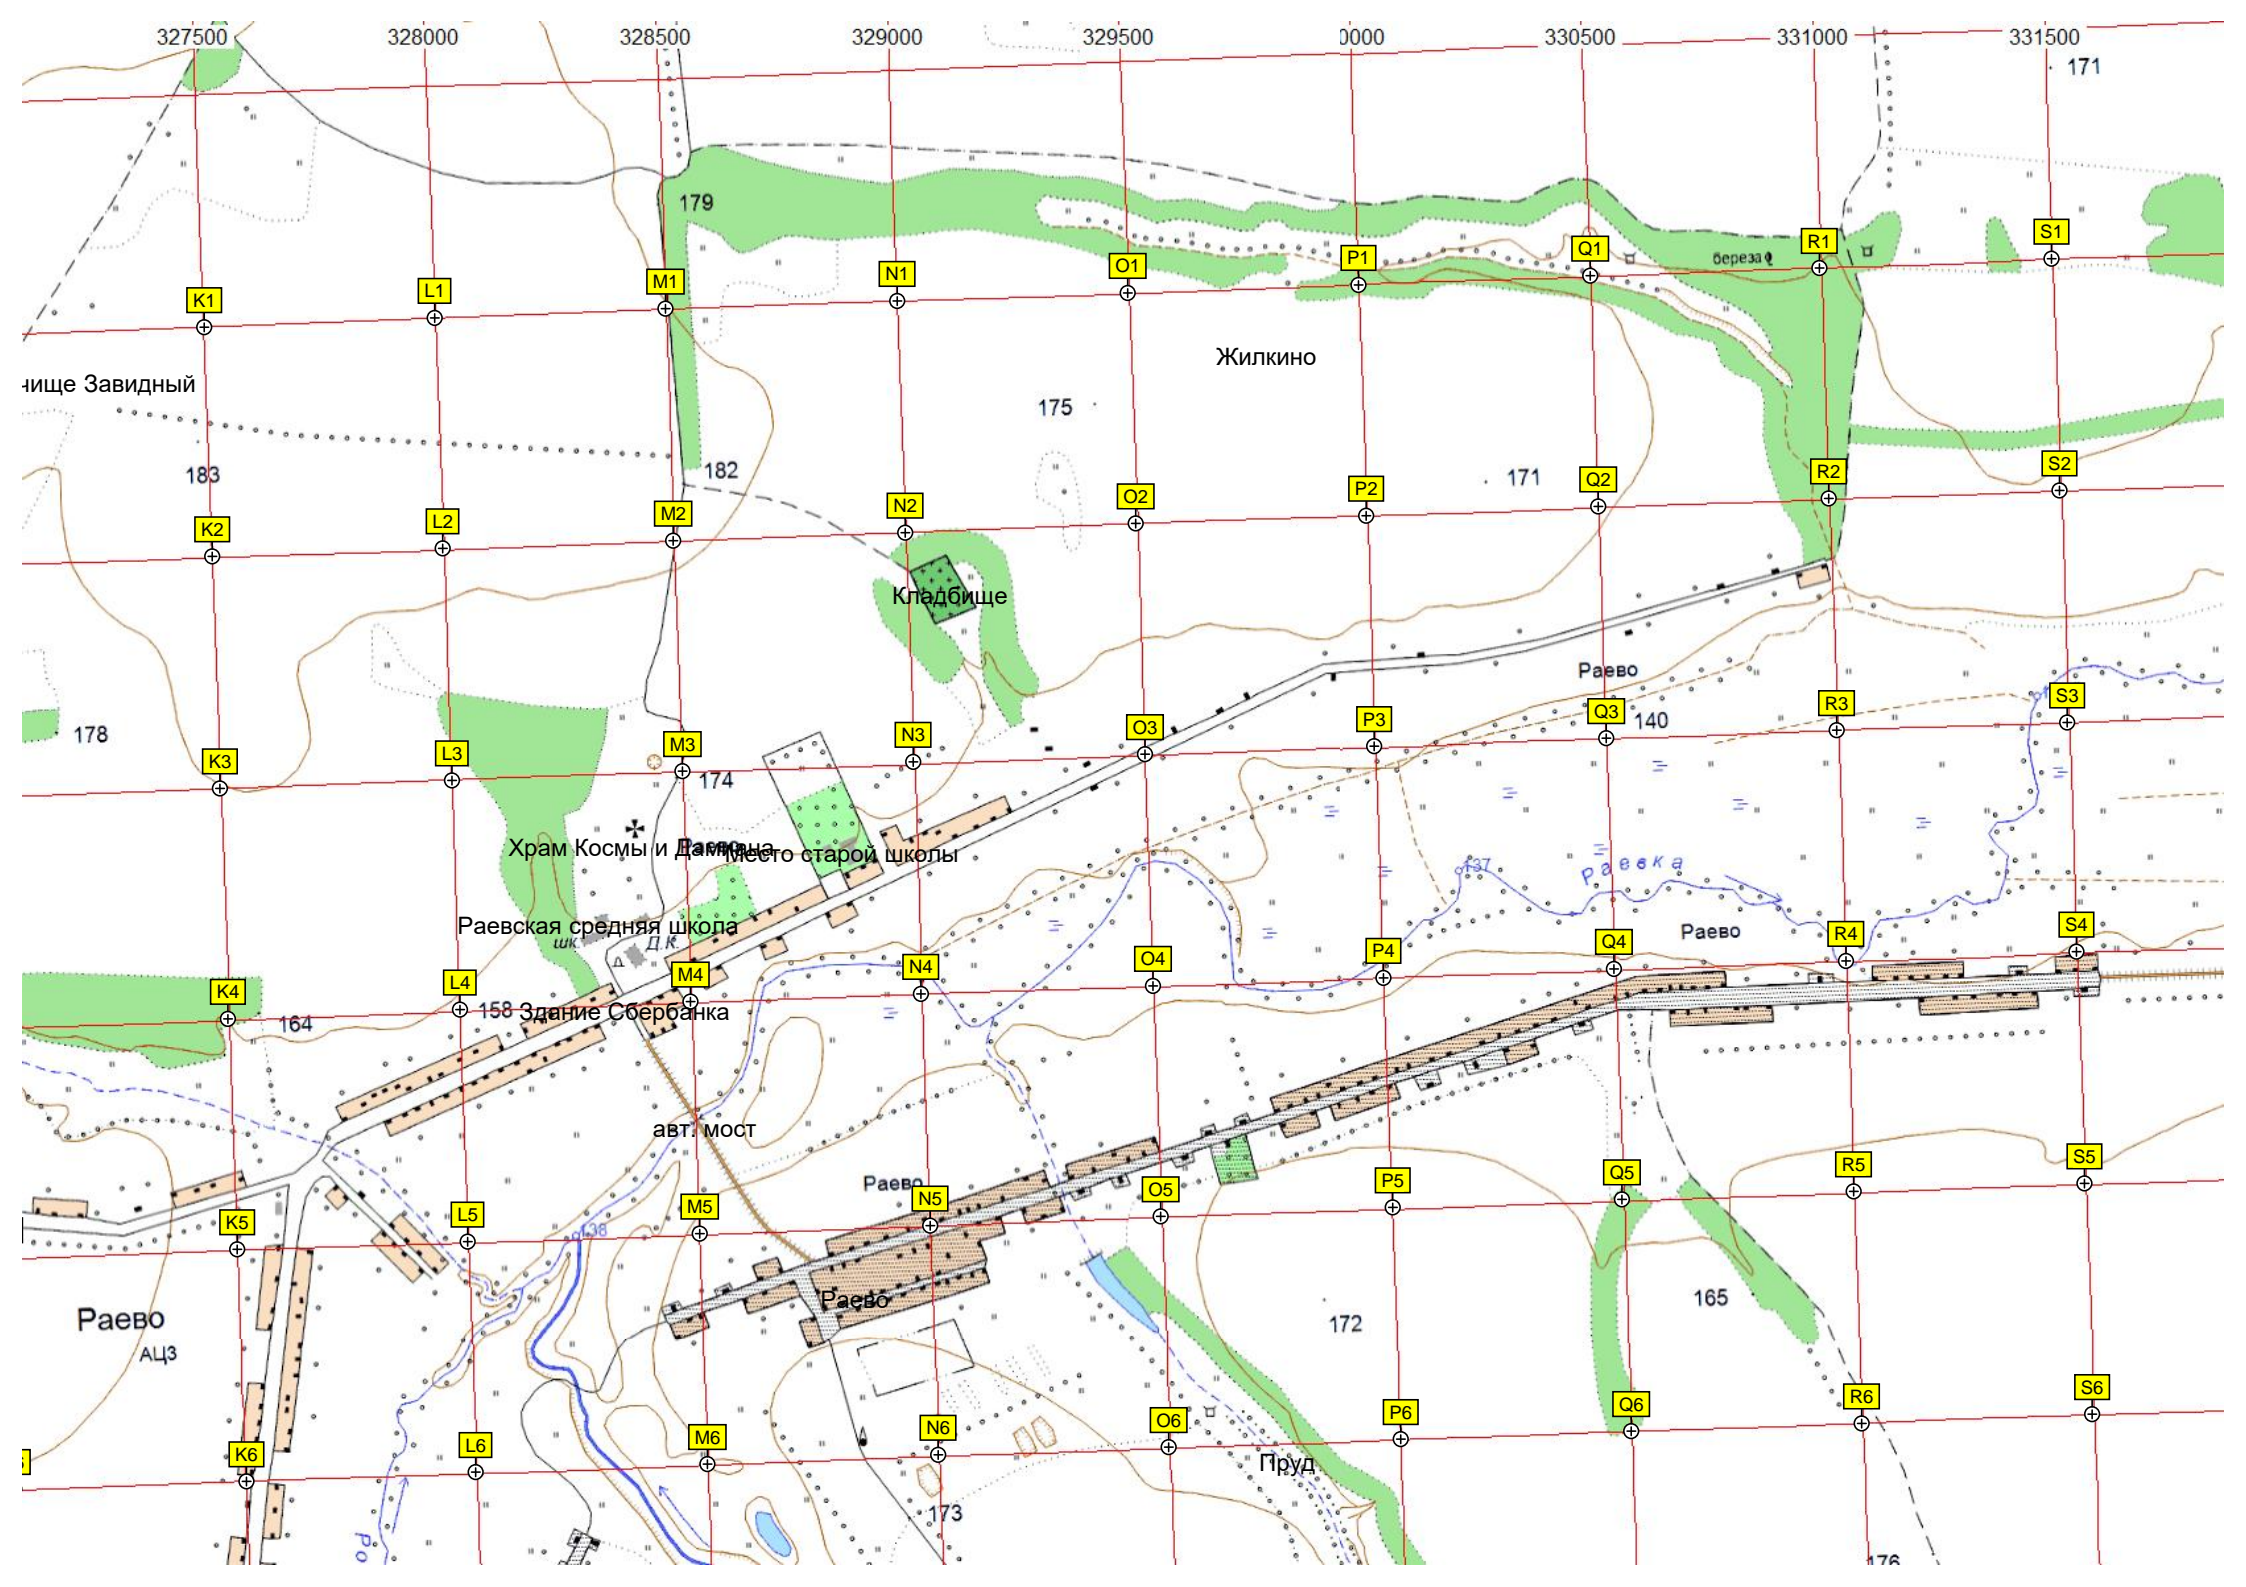 327500 328000 328500 329000 329500 0000 330500 331000 331500
171
179
береза
K1 L1 M1 N1 O1 P1 Q1 R1 S1
Жилкино
нище Завидный
175
183
182
171
K2 L2 M2 N2 O2 P2 Q2 R2 S2
Кладбище
Раево
178
140
K3 L3 M3 N3 O3 P3 Q3 R3 S3
174
Храм Космы и Дамиана
Раево
Место старой школы
137
Раевка
Раевская средняя школа
шк.
Д.К.
Раево
K4 L4 M4 N4 O4 P4 Q4 R4 S4
164
158
Здание Сбербанка
авт. мост
Раево
K5 L5 M5 N5 O5 P5 Q5 R5 S5
138
Раево
АЦЗ
Раево
172
165
K6 L6 M6 N6 O6 P6 Q6 R6 S6
Пруд
173
Ро
176